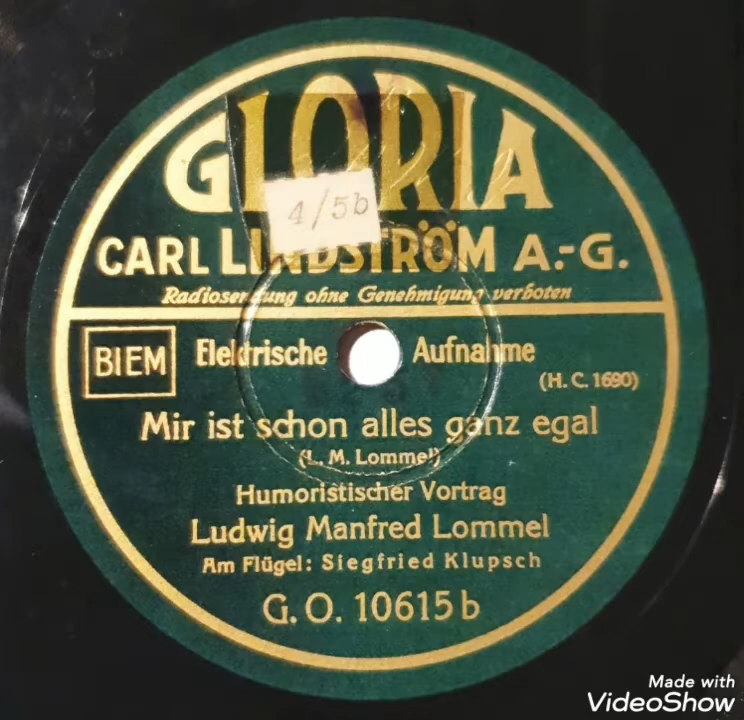 GLORIA
4/5b
CARL LINDSTRÖM A.-G.
Radiosendung ohne Genehmigung verboten
BIEM Elektrische Aufnahme
(H. C. 1690)
Mir ist schon alles ganz egal
(L. M. Lommel)
Humoristischer Vortrag
Ludwig Manfred Lommel
Am Flügel: Siegfried Klupsch
G. O. 10615 b
Made with
VideoShow